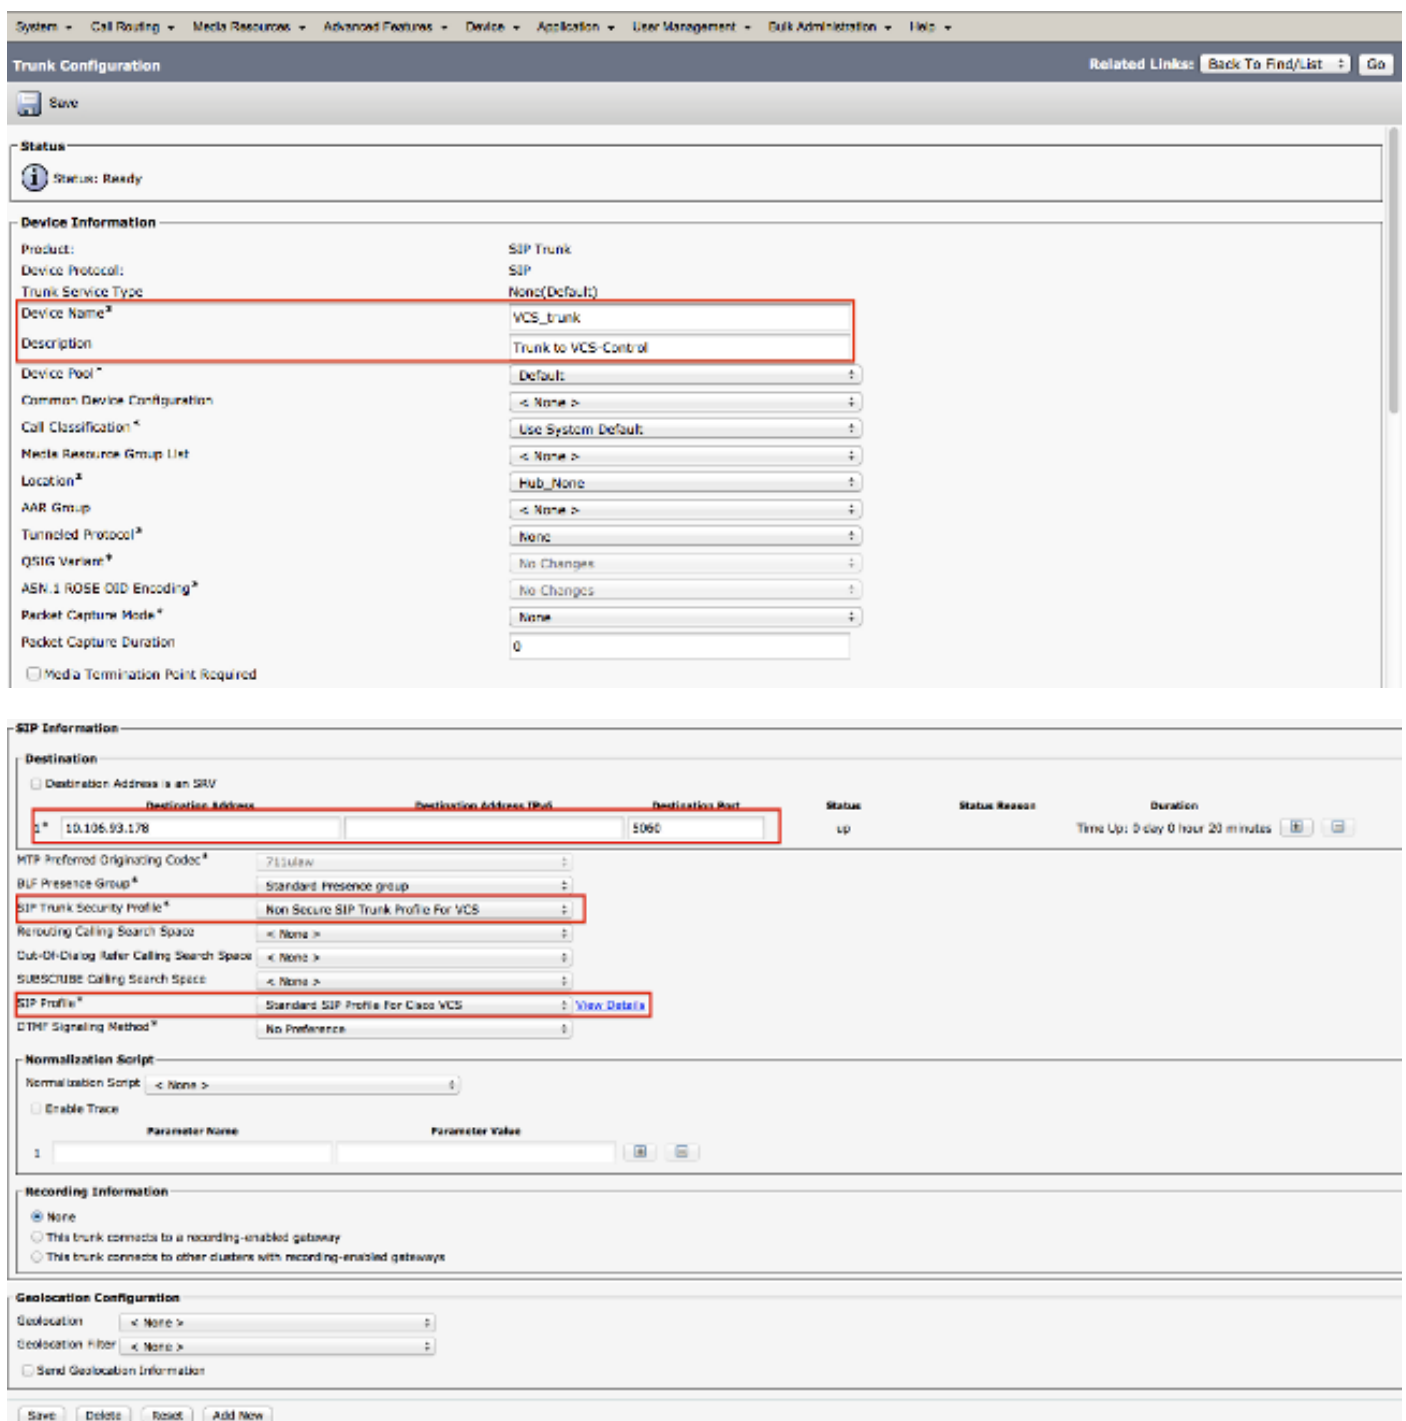 System Call Routing Media Resources Advanced Features Device Application User Management Bulk Administration Help
Trunk Configuration Related Links: Back To Find/List Go
Save
Status
Status: Ready
Device Information
Product: SIP Trunk
Device Protocol: SIP
Trunk Service Type None(Default)
Device Name* VCS_trunk
Description Trunk to VCS-Control
Device Pool* Default
Common Device Configuration < None >
Call Classification* Use System Default
Media Resource Group List < None >
Location* Hub_None
AAR Group < None >
Tunneled Protocol* None
QSIG Variant* No Changes
ASN.1 ROSE OID Encoding* No Changes
Packet Capture Mode* None
Packet Capture Duration 0
Media Termination Point Required
SIP Information
Destination
Destination Address is an SRV
Destination Address Destination Address IPv6 Destination Port Status Status Reason Duration
1* 10.106.93.178 5060 up Time Up: 0 day 0 hour 20 minutes
MTP Preferred Originating Codec* 711ulaw
BLF Presence Group* Standard Presence group
SIP Trunk Security Profile* Non Secure SIP Trunk Profile For VCS
Rerouting Calling Search Space < None >
Out-Of-Dialog Refer Calling Search Space < None >
SUBSCRIBE Calling Search Space < None >
SIP Profile* Standard SIP Profile For Cisco VCS View Details
DTMF Signaling Method* No Preference
Normalization Script
Normalization Script < None >
Enable Trace
Parameter Name Parameter Value
1
Recording Information
None
This trunk connects to a recording-enabled gateway
This trunk connects to other clusters with recording-enabled gateways
Geolocation Configuration
Geolocation < None >
Geolocation Filter < None >
Send Geolocation Information
Save Delete Reset Add New